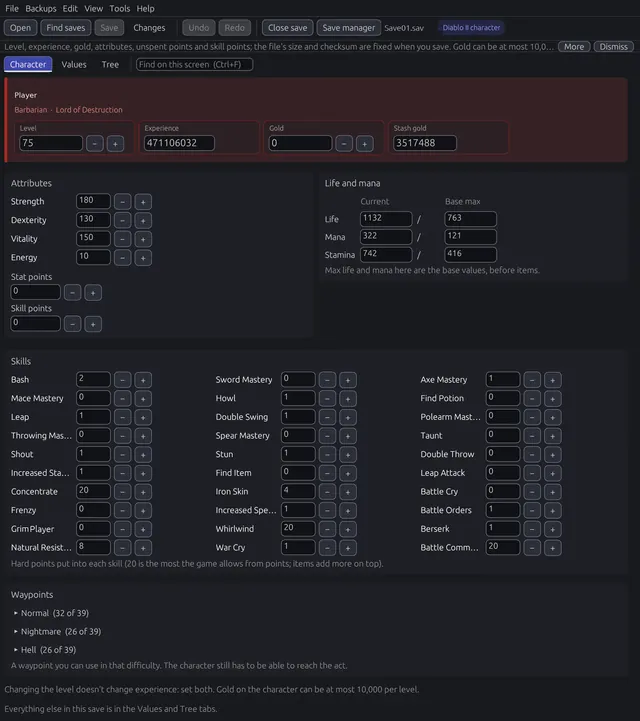 File Backups Edit View Tools Help
Open Find saves Save Changes Undo Redo Close save Save manager Save01.sav Diablo II character
Level, experience, gold, attributes, unspent points and skill points; the file's size and checksum are fixed when you save. Gold can be at most 10,0... More Dismiss
Character Values Tree Find on this screen (Ctrl+F)
Player
Barbarian - Lord of Destruction
Level Experience Gold Stash gold
75 − + 471106032 0 − + 3517488
Attributes
Strength 180 − +
Dexterity 130 − +
Vitality 150 − +
Energy 10 − +
Stat points
0 − +
Skill points
0 − +
Life and mana
Current Base max
Life 1132 / 763
Mana 322 / 121
Stamina 742 / 416
Max life and mana here are the base values, before items.
Skills
Bash 2 − + Sword Mastery 0 − + Axe Mastery 1 − +
Mace Mastery 0 − + Howl 1 − + Find Potion 0 − +
Leap 1 − + Double Swing 1 − + Polearm Mast... 0 − +
Throwing Mas... 0 − + Spear Mastery 0 − + Taunt 0 − +
Shout 1 − + Stun 1 − + Double Throw 0 − +
Increased Sta... 1 − + Find Item 0 − + Leap Attack 0 − +
Concentrate 20 − + Iron Skin 4 − + Battle Cry 0 − +
Frenzy 0 − + Increased Spe... 1 − + Battle Orders 1 − +
GrimPlayer 0 − + Whirlwind 20 − + Berserk 1 − +
Natural Resist... 8 − + War Cry 1 − + Battle Comm... 20 − +
Hard points put into each skill (20 is the most the game allows from points; items add more on top).
Waypoints
▸ Normal (32 of 39)
▸ Nightmare (26 of 39)
▸ Hell (26 of 39)
A waypoint you can use in that difficulty. The character still has to be able to reach the act.
Changing the level doesn't change experience: set both. Gold on the character can be at most 10,000 per level.
Everything else in this save is in the Values and Tree tabs.